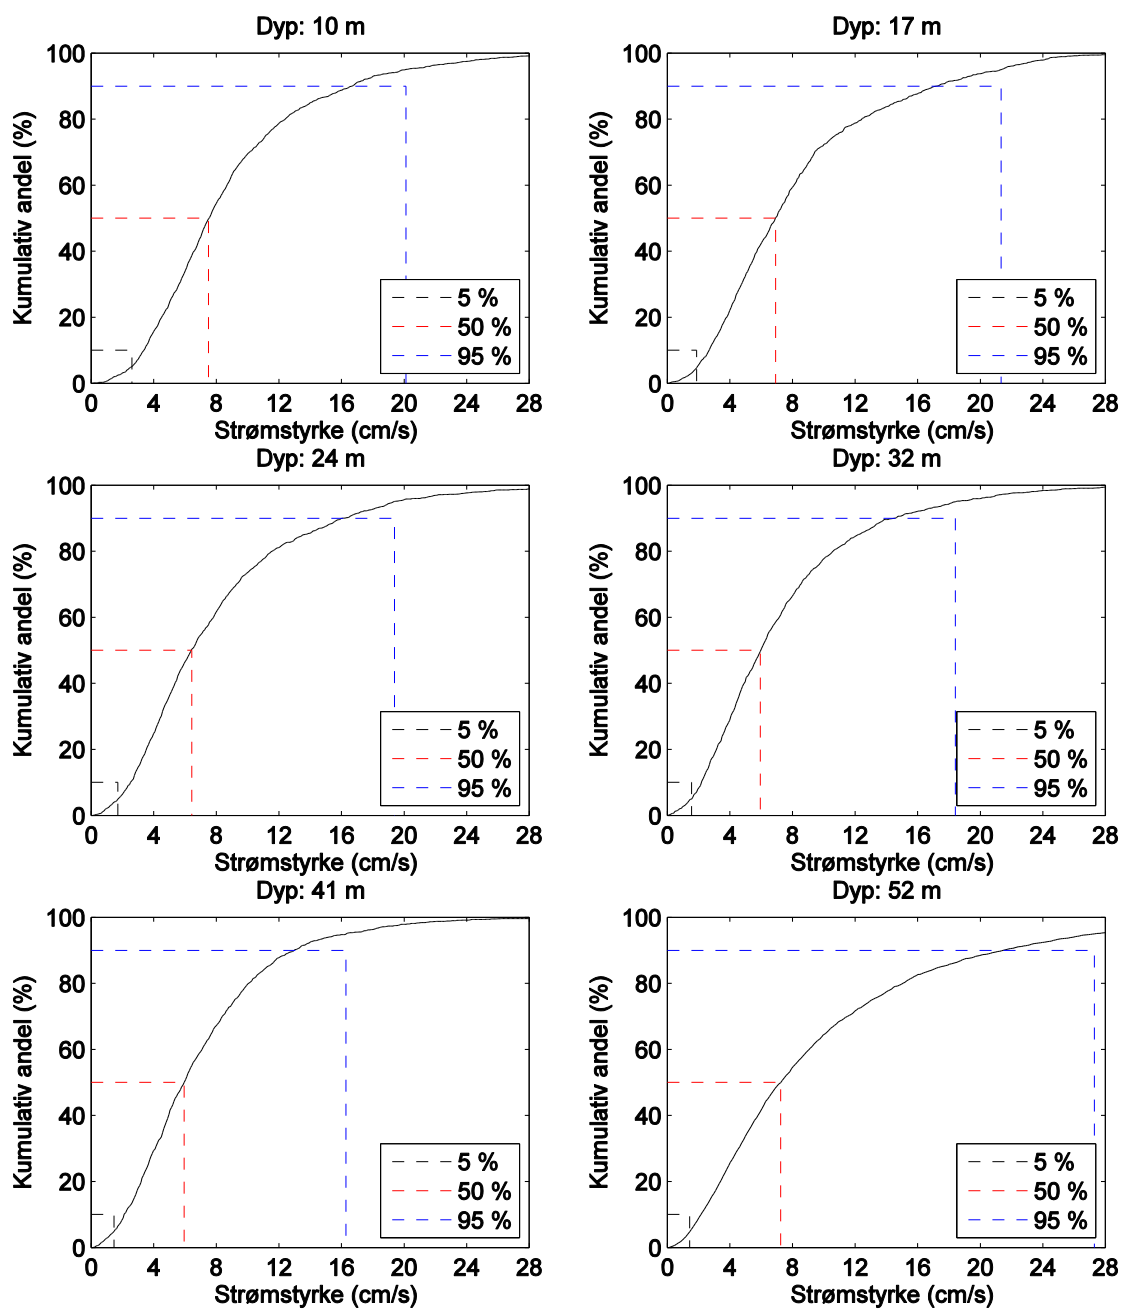 Dyp: 10 m
Kumulativ andel (%)
100
80
60
40
20
0
0 4 8 12 16 20 24 28
Strømstyrke (cm/s)
5 %
50 %
95 %
Dyp: 17 m
Kumulativ andel (%)
100
80
60
40
20
0
0 4 8 12 16 20 24 28
Strømstyrke (cm/s)
5 %
50 %
95 %
Dyp: 24 m
Kumulativ andel (%)
100
80
60
40
20
0
0 4 8 12 16 20 24 28
Strømstyrke (cm/s)
5 %
50 %
95 %
Dyp: 32 m
Kumulativ andel (%)
100
80
60
40
20
0
0 4 8 12 16 20 24 28
Strømstyrke (cm/s)
5 %
50 %
95 %
Dyp: 41 m
Kumulativ andel (%)
100
80
60
40
20
0
0 4 8 12 16 20 24 28
Strømstyrke (cm/s)
5 %
50 %
95 %
Dyp: 52 m
Kumulativ andel (%)
100
80
60
40
20
0
0 4 8 12 16 20 24 28
Strømstyrke (cm/s)
5 %
50 %
95 %